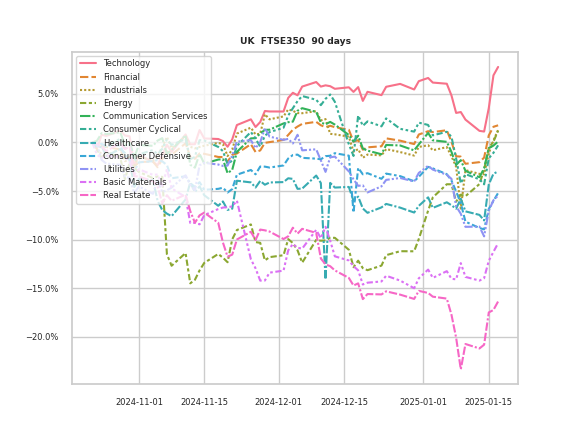 UK FTSE350 90 days
Technology
Financial
Industrials
Energy
Communication Services
Consumer Cyclical
Healthcare
Consumer Defensive
Utilities
Basic Materials
Real Estate
5.0%
0.0%
−5.0%
−10.0%
−15.0%
−20.0%
2024-11-01
2024-11-15
2024-12-01
2024-12-15
2025-01-01
2025-01-15